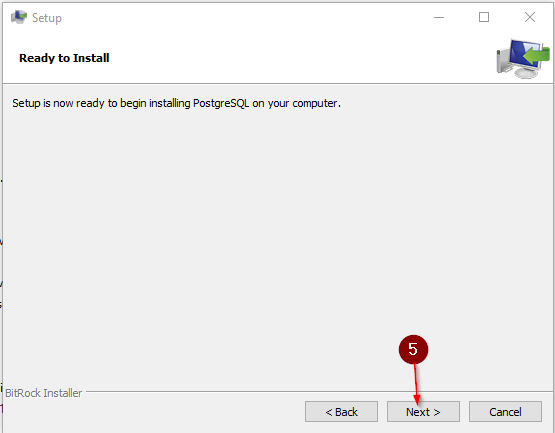 Setup
Ready to Install
Setup is now ready to begin installing PostgreSQL on your computer.
5
BitRock Installer
< Back
Next >
Cancel